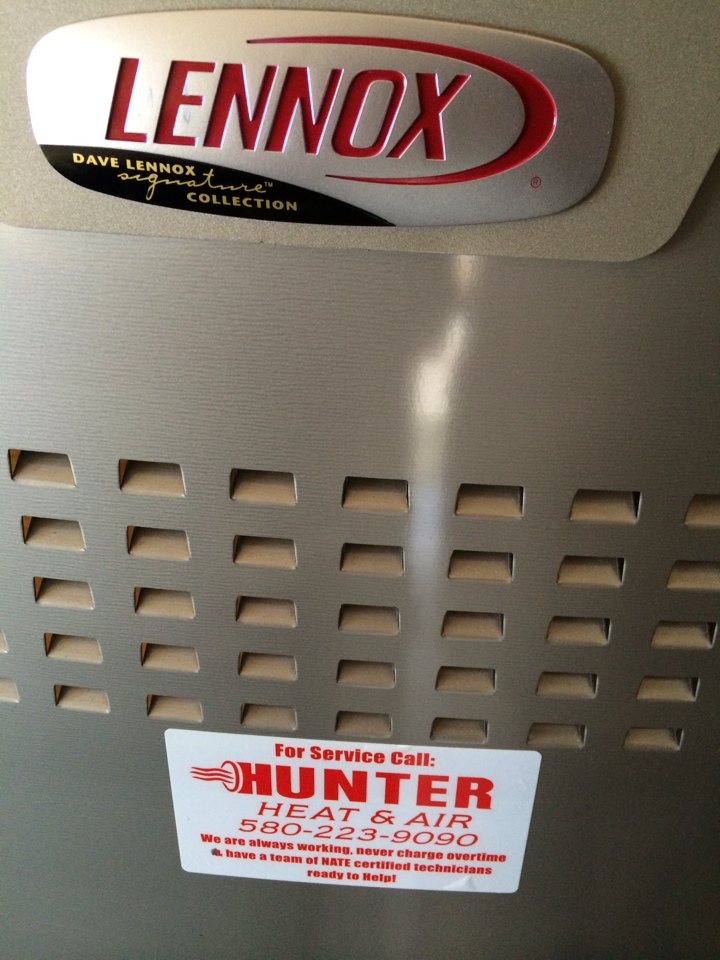 LENNOX
®
DAVE LENNOX
signature™
COLLECTION
For Service Call:
HUNTER
HEAT & AIR
580-223-9090
We are always working, never charge overtime
& have a team of NATE certified technicians
ready to Help!